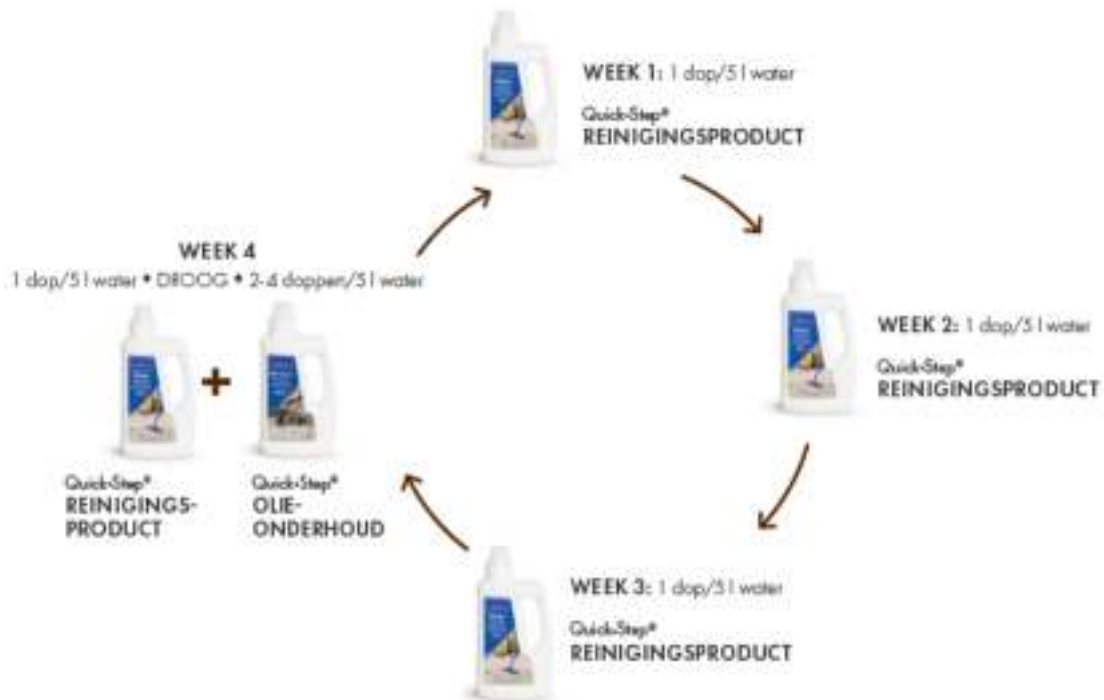 WEEK 1: 1 dop/5 l water
Quick-Step®
REINIGINGSPRODUCT
WEEK 2: 1 dop/5 l water
Quick-Step®
REINIGINGSPRODUCT
WEEK 3: 1 dop/5 l water
Quick-Step®
REINIGINGSPRODUCT
WEEK 4
1 dop/5 l water • DROOG • 2-4 doppen/5 l water
+
Quick-Step®
REINIGINGS-
PRODUCT
Quick-Step®
OLIE-
ONDERHOUD